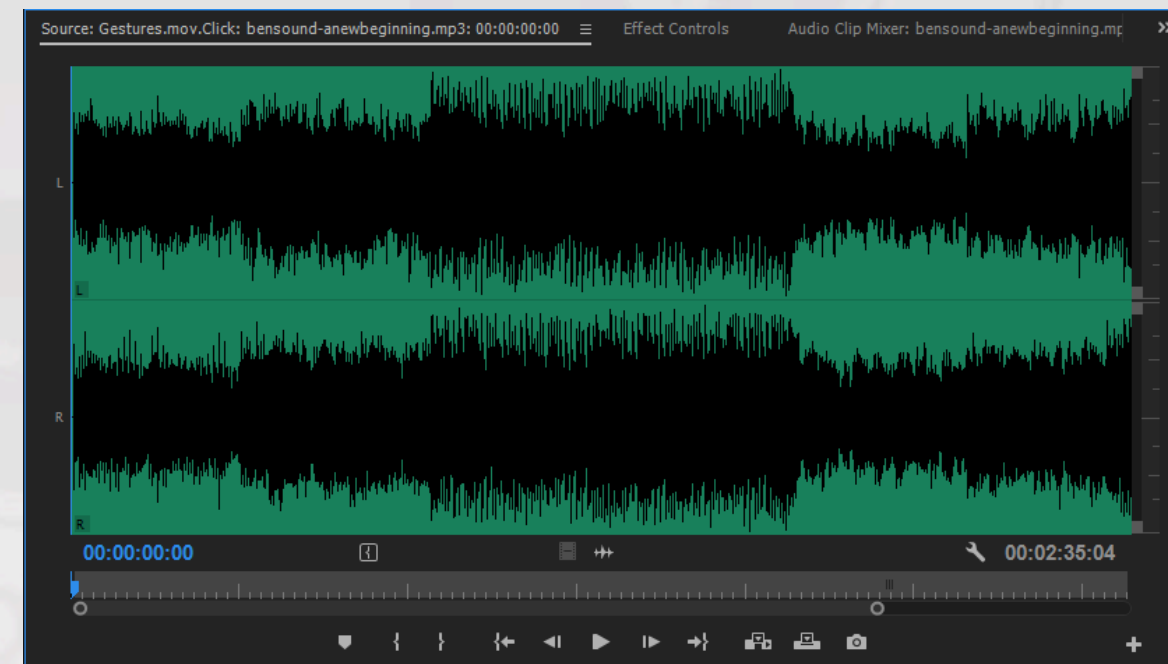 Source: Gestures.mov.Click: bensound-anewbeginning.mp3: 00:00:00:00 Effect Controls Audio Clip Mixer: bensound-anewbeginning.mp
L
L
R
R
00:00:00:00 00:02:35:04